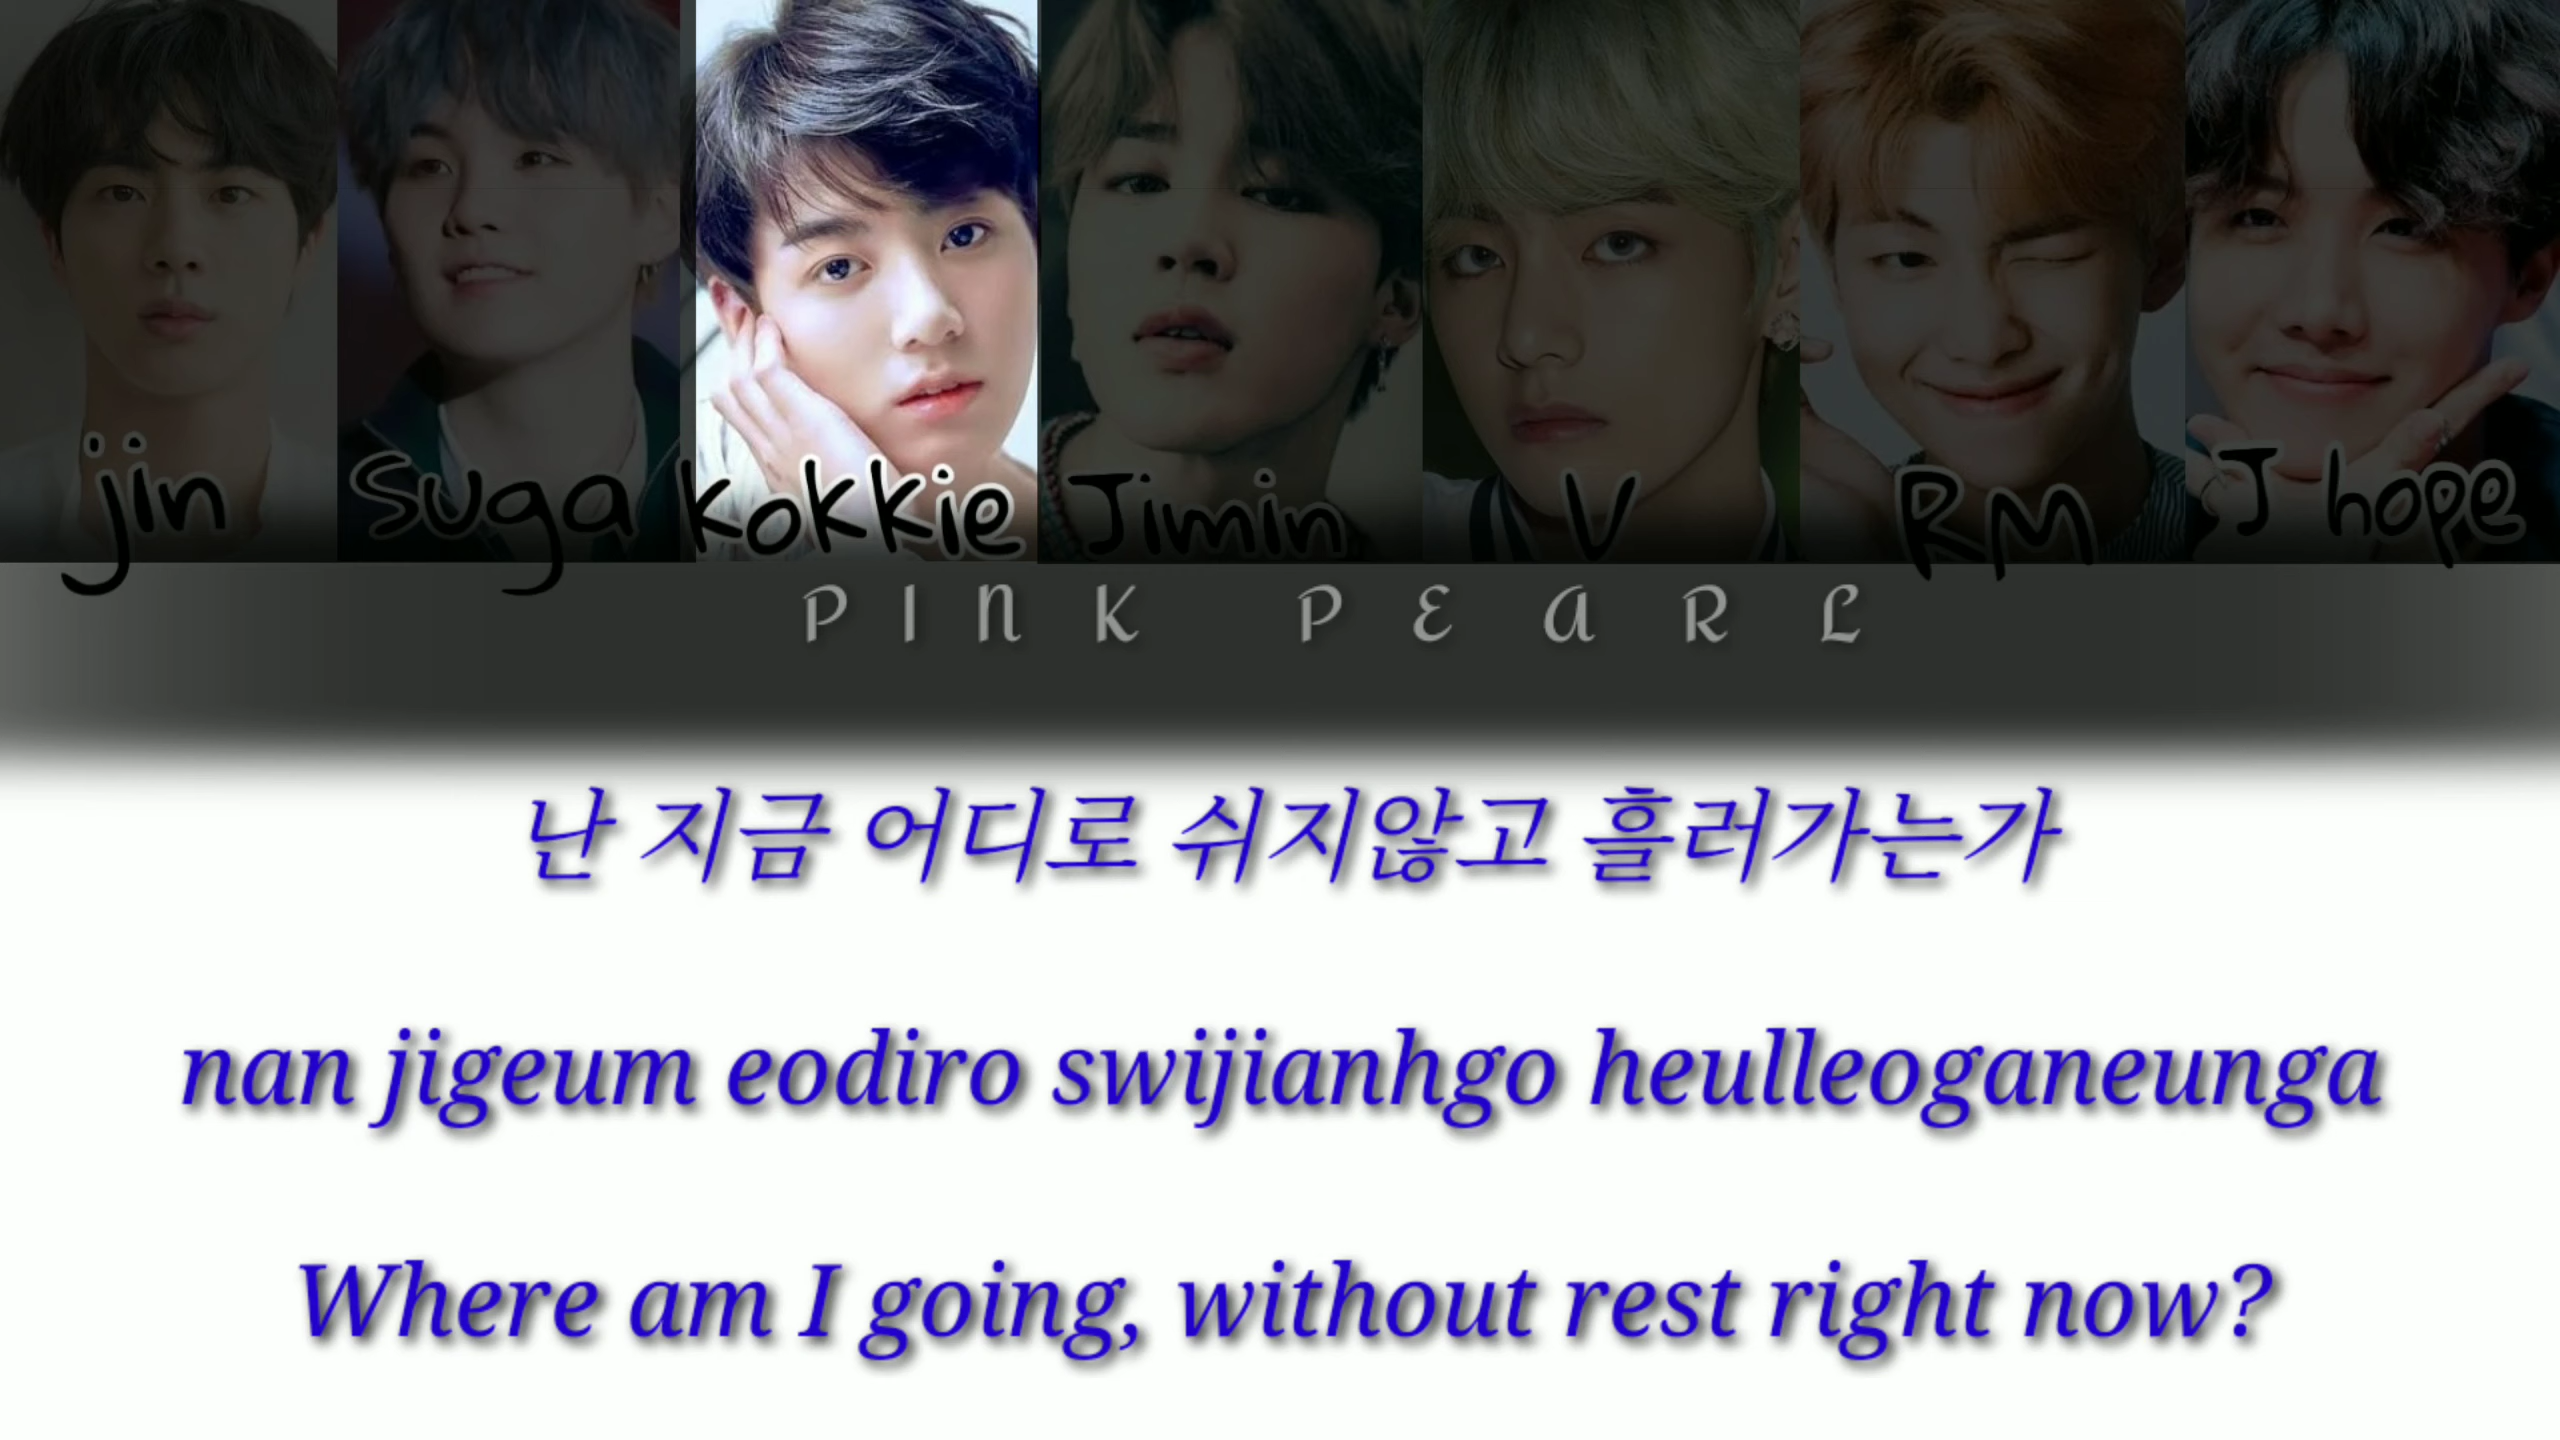 jin Suga kokkie Jimin V RM J hope
PINK PEARL
난 지금 어디로 쉬지않고 흘러가는가
nan jigeum eodiro swijianhgo heulleoganeunga
Where am I going, without rest right now?